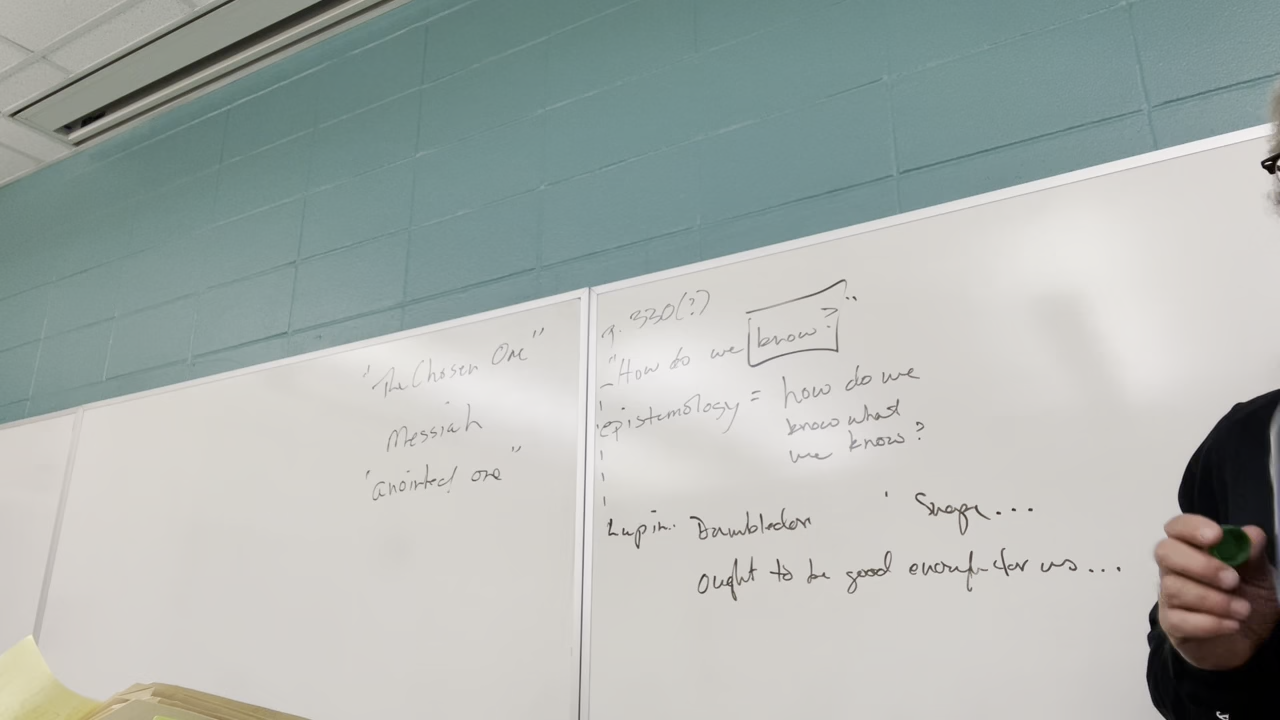 "The Chosen One"
Messiah
"anointed one"
p. 330(?)
"How do we know?"
epistemology = how do we
know what
we know?
Lupin: Dumbledor Snape...
ought to be good enough for us...